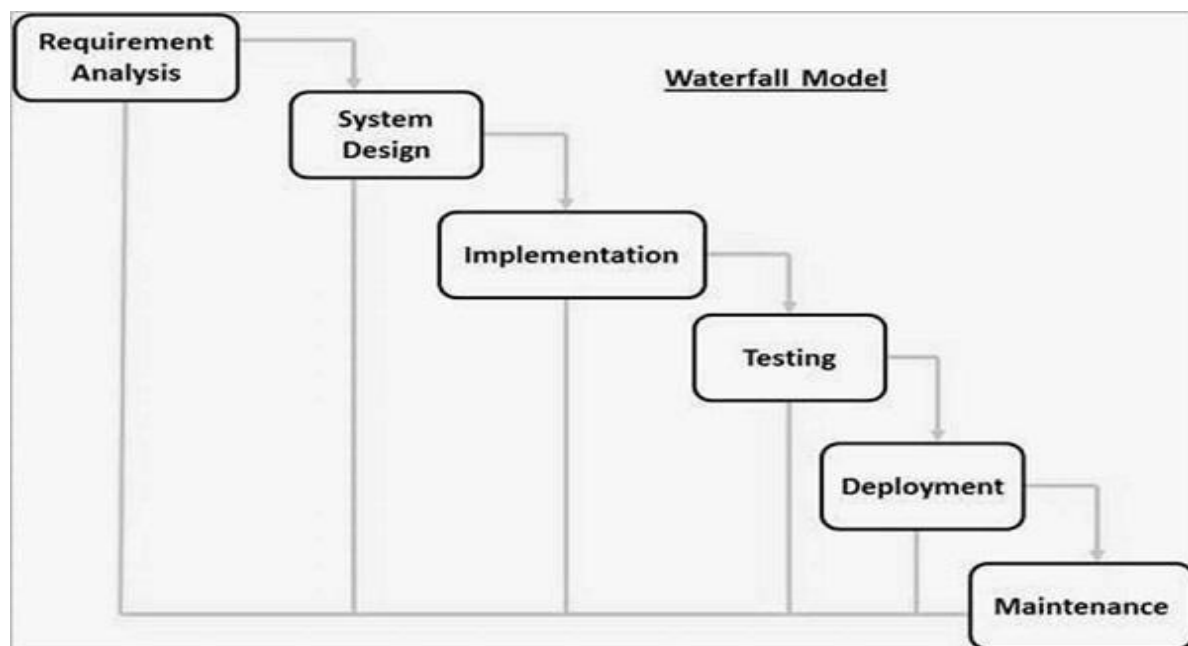 Requirement
Analysis
Waterfall Model
System
Design
Implementation
Testing
Deployment
Maintenance